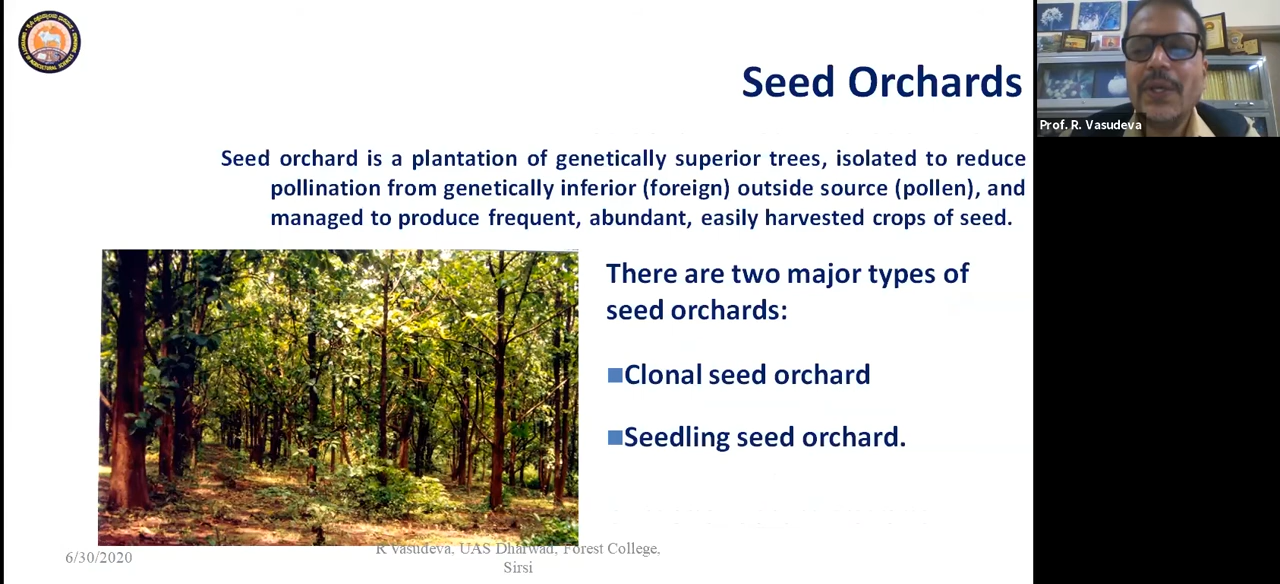 Seed Orchards
Prof. R. Vasudeva
Seed orchard is a plantation of genetically superior trees, isolated to reduce
pollination from genetically inferior (foreign) outside source (pollen), and
managed to produce frequent, abundant, easily harvested crops of seed.
There are two major types of
seed orchards:
■Clonal seed orchard
■Seedling seed orchard.
6/30/2020
R Vasudeva, UAS Dharwad, Forest College,
Sirsi